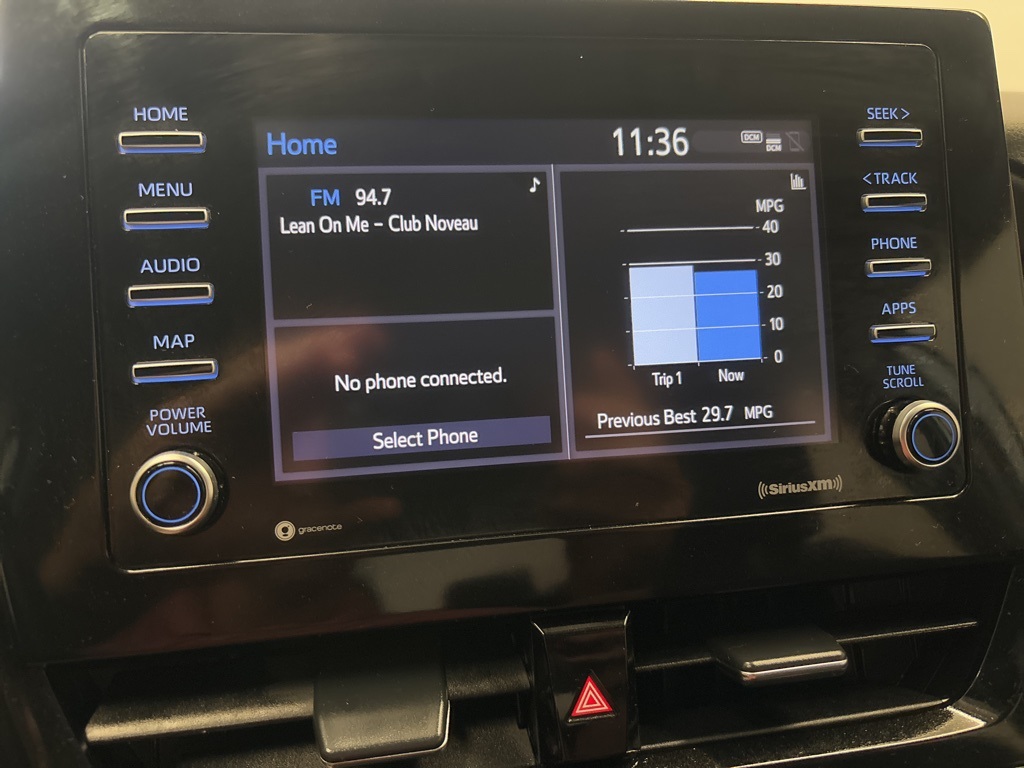 HOME
MENU
AUDIO
MAP
POWER
VOLUME
Home
11:36
DCM
DCM
FM 94.7
Lean On Me – Club Noveau
No phone connected.
Select Phone
MPG
40
30
20
10
0
Trip 1
Now
Previous Best 29.7 MPG
SEEK >
< TRACK
PHONE
APPS
TUNE
SCROLL
gracenote
((SiriusXM))